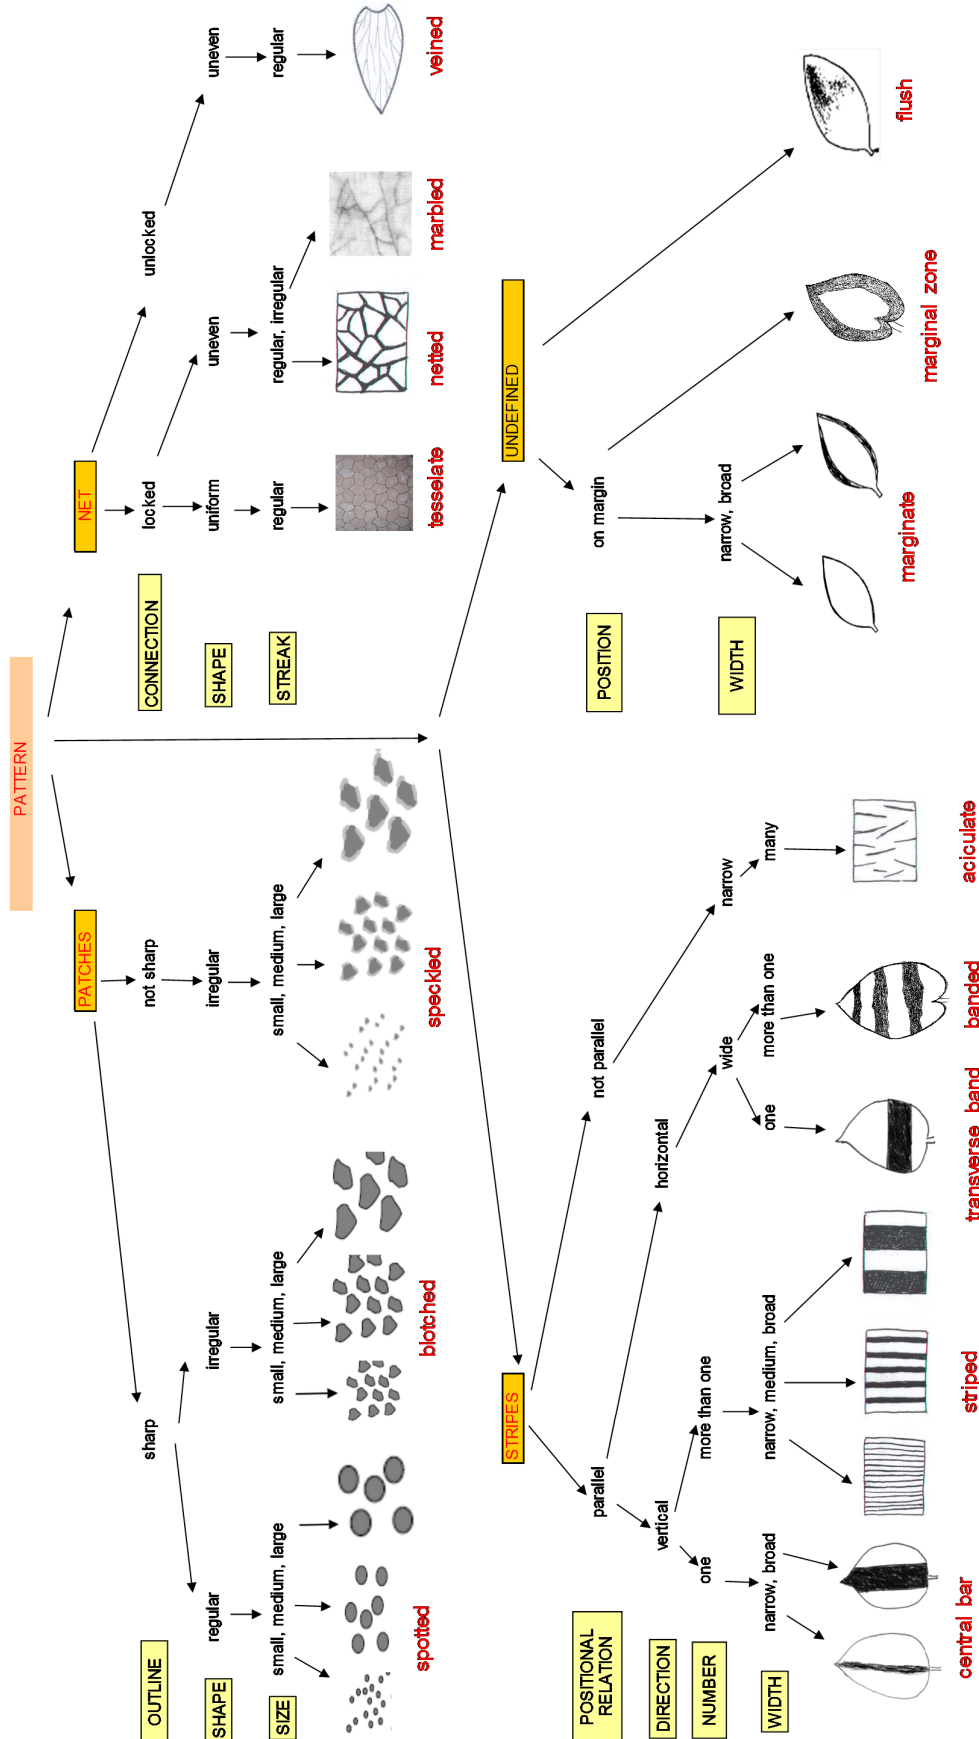 PATTERN
PATCHES
NET
OUTLINE
sharp
not sharp
CONNECTION
locked
unlocked
SHAPE
regular
irregular
irregular
SHAPE
uniform
uneven
uneven
SIZE
small, medium, large
small, medium, large
small, medium, large
STREAK
regular
regular, irregular
regular
spotted
blotched
speckled
tesselate
netted
marbled
veined
STRIPES
UNDEFINED
POSITIONAL
RELATION
parallel
not parallel
POSITION
on margin
DIRECTION
vertical
horizontal
NUMBER
one
more than one
wide
narrow
WIDTH
narrow, broad
WIDTH
narrow, broad
narrow, medium, broad
one
more than one
many
central bar
striped
transverse band
banded
aciculate
marginate
marginal zone
flush